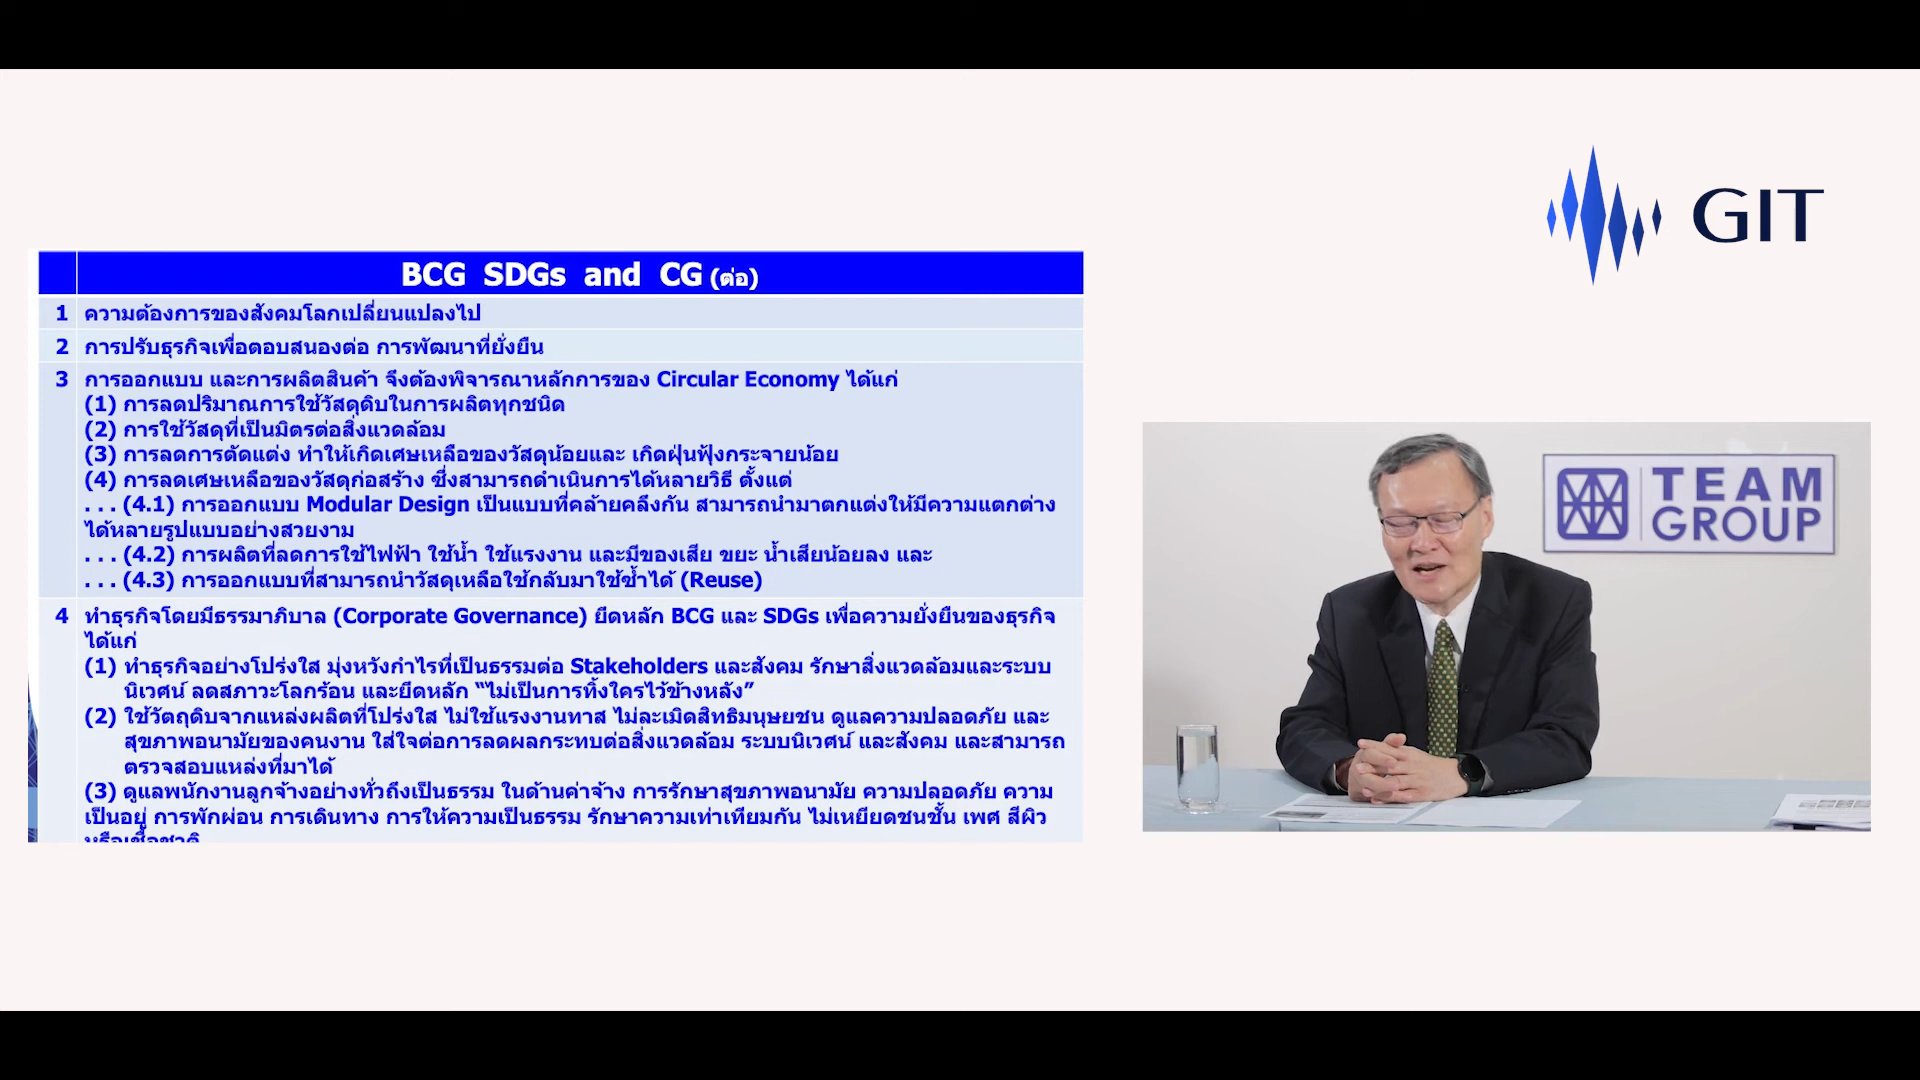 GIT
BCG SDGs and CG (ต่อ)
1 ความต้องการของสังคมโลกเปลี่ยนแปลงไป
2 การปรับธุรกิจเพื่อตอบสนองต่อ การพัฒนาที่ยั่งยืน
3 การออกแบบ และการผลิตสินค้า จึงต้องพิจารณาหลักการของ Circular Economy ได้แก่
(1) การลดปริมาณการใช้วัสดุดิบในการผลิตทุกชนิด
(2) การใช้วัสดุที่เป็นมิตรต่อสิ่งแวดล้อม
(3) การลดการตัดแต่ง ทำให้เกิดเศษเหลือของวัสดุน้อยและ เกิดฝุ่นฟุ้งกระจายน้อย
(4) การลดเศษเหลือของวัสดุก่อสร้าง ซึ่งสามารถดำเนินการได้หลายวิธี ตั้งแต่
. . . (4.1) การออกแบบ Modular Design เป็นแบบที่คล้ายคลึงกัน สามารถนำมาตกแต่งให้มีความแตกต่าง
ได้หลายรูปแบบอย่างสวยงาม
. . . (4.2) การผลิตที่ลดการใช้ไฟฟ้า ใช้น้ำ ใช้แรงงาน และมีของเสีย ขยะ น้ำเสียน้อยลง และ
. . . (4.3) การออกแบบที่สามารถนำวัสดุเหลือใช้กลับมาใช้ซ้ำได้ (Reuse)
4 ทำธุรกิจโดยมีธรรมาภิบาล (Corporate Governance) ยึดหลัก BCG และ SDGs เพื่อความยั่งยืนของธุรกิจ
ได้แก่
(1) ทำธุรกิจอย่างโปร่งใส มุ่งหวังกำไรที่เป็นธรรมต่อ Stakeholders และสังคม รักษาสิ่งแวดล้อมและระบบ
นิเวศน์ ลดสภาวะโลกร้อน และยึดหลัก “ไม่เป็นการทิ้งใครไว้ข้างหลัง”
(2) ใช้วัตถุดิบจากแหล่งผลิตที่โปร่งใส ไม่ใช้แรงงานทาส ไม่ละเมิดสิทธิมนุษยชน ดูแลความปลอดภัย และ
สุขภาพอนามัยของคนงาน ใส่ใจต่อการลดผลกระทบต่อสิ่งแวดล้อม ระบบนิเวศน์ และสังคม และสามารถ
ตรวจสอบแหล่งที่มาได้
(3) ดูแลพนักงานลูกจ้างอย่างทั่วถึงเป็นธรรม ในด้านค่าจ้าง การรักษาสุขภาพอนามัย ความปลอดภัย ความ
เป็นอยู่ การพักผ่อน การเดินทาง การให้ความเป็นธรรม รักษาความเท่าเทียมกัน ไม่เหยียดชนชั้น เพศ สีผิว
หรือเชื้อชาติ
TEAM
GROUP